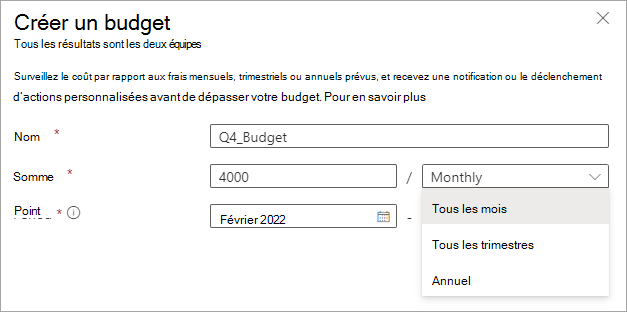 Créer un budget
Tous les résultats sont les deux équipes
Surveillez le coût par rapport aux frais mensuels, trimestriels ou annuels prévus, et recevez une notification ou le déclenchement
d'actions personnalisées avant de dépasser votre budget. Pour en savoir plus
Nom * Q4_Budget
Somme * 4000 / Monthly
Point * Février 2022 -
Tous les mois
Tous les trimestres
Annuel